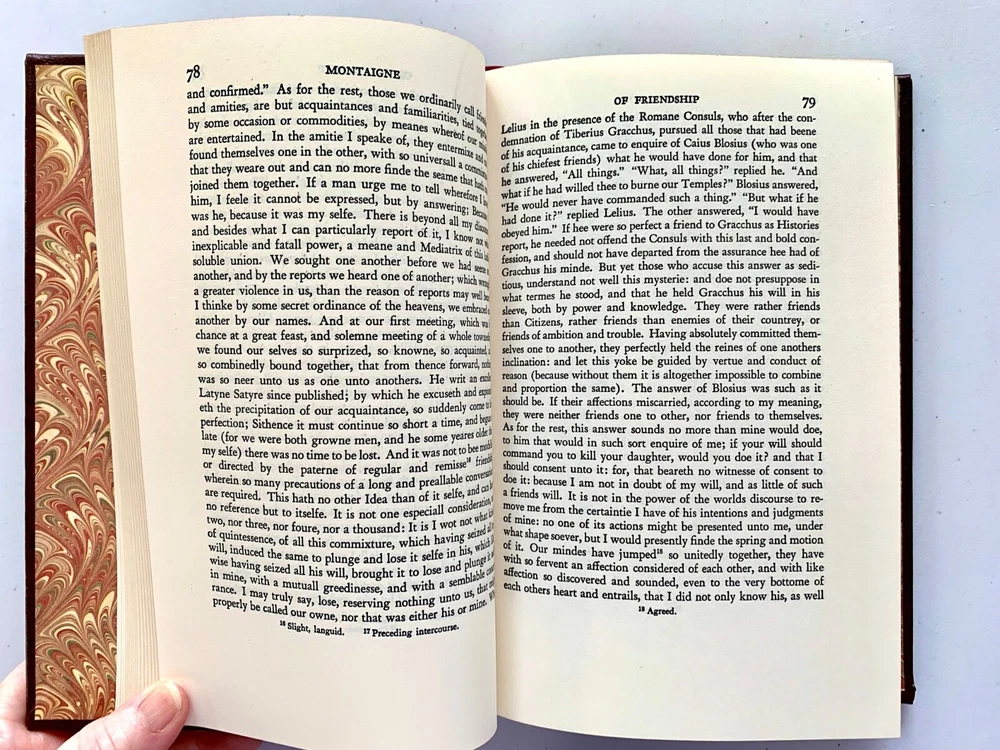 78
MONTAIGNE
and confirmed." As for the rest, those we ordinarily call
and amities, are but acquaintances and familiarities, tied
by some occasion or commodities, by meanes whereof our
are entertained. In the amitie I speake of, they entermixe
found themselves one in the other, with so universall a
that they weare out and can no more finde the seame that
joined them together. If a man urge me to tell wherefore I
him, I feele it cannot be expressed, but by answering;
was he, because it was my selfe. There is beyond all my
and besides what I can particularly report of it, I know not
inexplicable and fatall power, a meane and Mediatrix of this
soluble union. We sought one another before we had
another, and by the reports we heard one of another; which
a greater violence in us, than the reason of reports may well
I thinke by some secret ordinance of the heavens, we embraced
another by our names. And at our first meeting, which was
chance at a great feast, and solemne meeting of a whole
we found our selves so surprized, so knowne, so acquainted,
so combinedly bound together, that from thence forward,
was so neer unto us as one unto anothers. He writ an
Latyne Satyre since published; by which he excuseth and
eth the precipitation of our acquaintance, so suddenly come to
perfection; Sithence it must continue so short a time, and
late (for we were both growne men, and he some yeares older
my selfe) there was no time to be lost. And it was not to bee
or directed by the paterne of regular and remisse¹⁶
wherein so many precautions of a long and preallable
are required. This hath no other Idea than of it selfe, and can
no reference but to itselfe. It is not one especiall consideration,
two, nor three, nor foure, nor a thousand: It is I wot not what
of quintessence, of all this commixture, which having seized
will, induced the same to plunge and lose it selfe in his, which
wise having seized all his will, brought it to lose and plunge
in mine, with a mutuall greedinesse, and with a semblable
rance. I may truly say, lose, reserving nothing unto us, that
properly be called our owne, nor that was either his or mine.
¹⁶ Slight, languid. ¹⁷ Preceding intercourse.
OF FRIENDSHIP
79
Lelius in the presence of the Romane Consuls, who after the con-
demnation of Tiberius Gracchus, pursued all those that had beene
of his acquaintance, came to enquire of Caius Blosius (who was one
of his chiefest friends) what he would have done for him, and that
he answered, "All things." "What, all things?" replied he. "And
what if he had willed thee to burne our Temples?" Blosius answered,
"He would never have commanded such a thing." "But what if he
had done it?" replied Lelius. The other answered, "I would have
obeyed him." If hee were so perfect a friend to Gracchus as Histories
report, he needed not offend the Consuls with this last and bold con-
fession, and should not have departed from the assurance hee had of
Gracchus his minde. But yet those who accuse this answer as sedi-
tious, understand not well this mysterie: and doe not presuppose in
what termes he stood, and that he held Gracchus his will in his
sleeve, both by power and knowledge. They were rather friends
than Citizens, rather friends than enemies of their countrey, or
friends of ambition and trouble. Having absolutely committed them-
selves one to another, they perfectly held the reines of one anothers
inclination: and let this yoke be guided by vertue and conduct of
reason (because without them it is altogether impossible to combine
and proportion the same). The answer of Blosius was such as it
should be. If their affections miscarried, according to my meaning,
they were neither friends one to other, nor friends to themselves.
As for the rest, this answer sounds no more than mine would doe,
to him that would in such sort enquire of me; if your will should
command you to kill your daughter, would you doe it? and that I
should consent unto it: for, that beareth no witnesse of consent to
doe it: because I am not in doubt of my will, and as little of such
a friends will. It is not in the power of the worlds discourse to re-
move me from the certaintie I have of his intentions and judgments
of mine: no one of its actions might be presented unto me, under
what shape soever, but I would presently finde the spring and motion
of it. Our mindes have jumped¹⁸ so unitedly together, they have
with so fervent an affection considered of each other, and with like
affection so discovered and sounded, even to the very bottome of
each others heart and entrails, that I did not only know his, as well
¹⁸ Agreed.